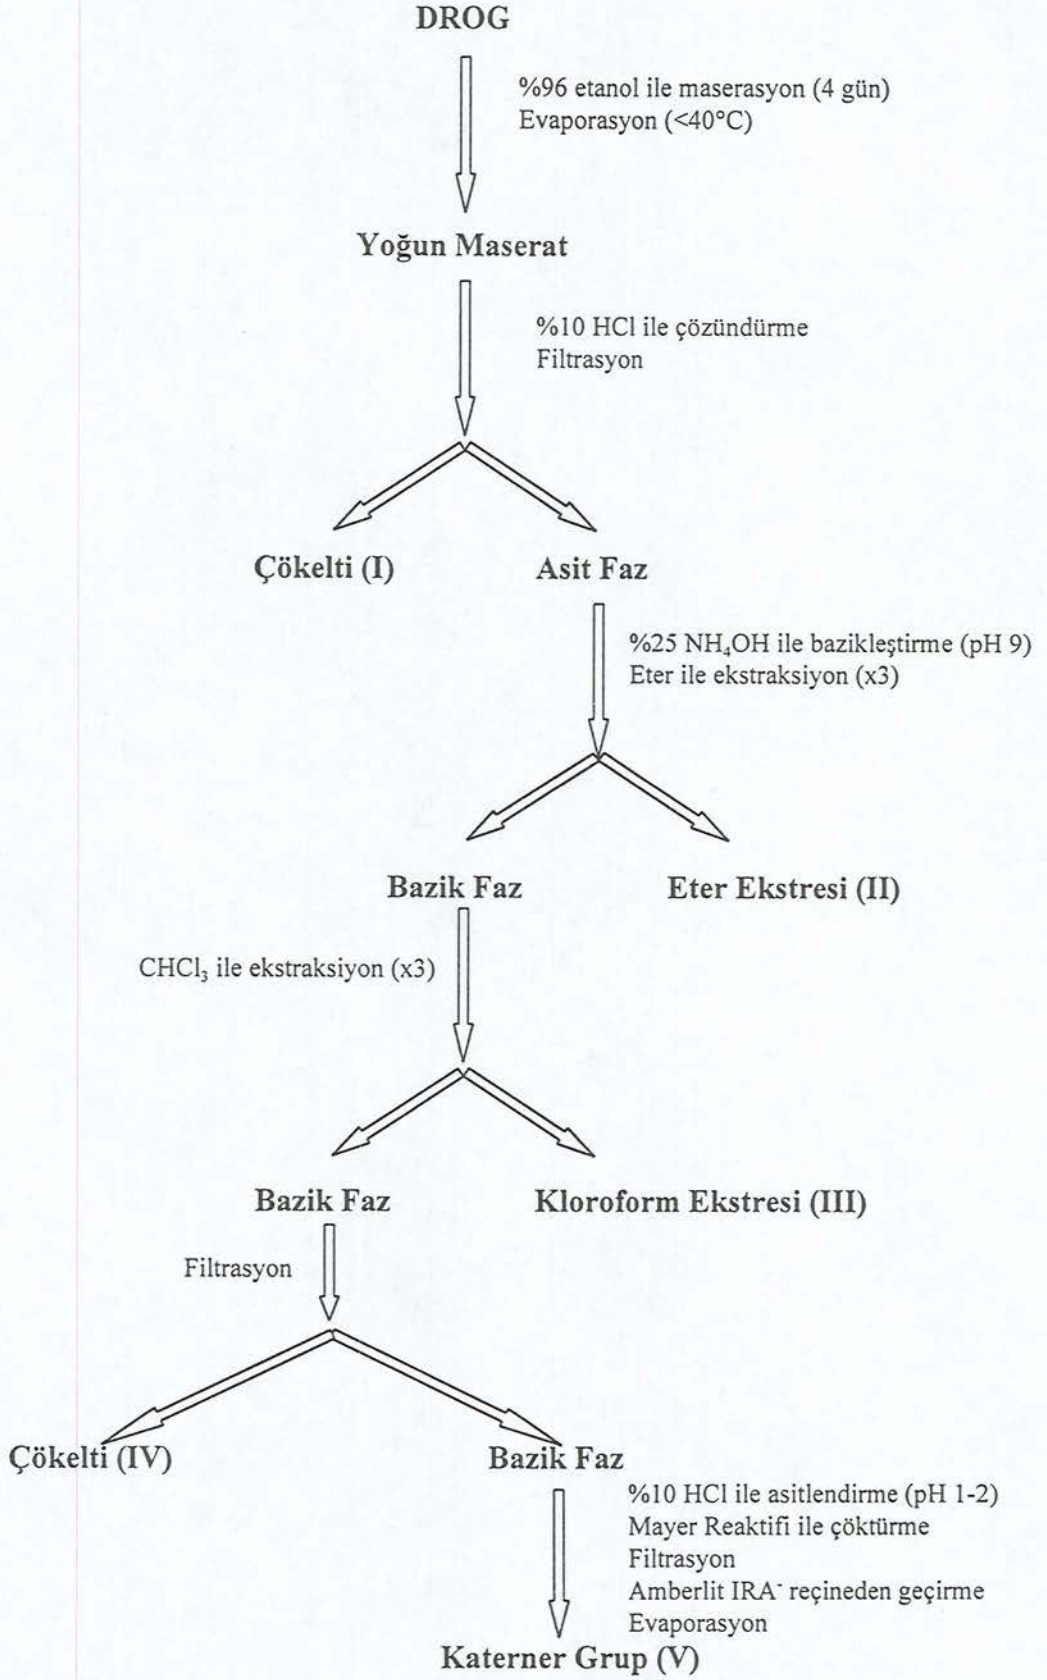 DROG
%96 etanol ile maserasyon (4 gün)
Evaporasyon (<40°C)
Yoğun Maserat
%10 HCl ile çözündürme
Filtrasyon
Çökelti (I)
Asit Faz
%25 NH₄OH ile bazikleştirme (pH 9)
Eter ile ekstraksiyon (x3)
Bazik Faz
Eter Ekstresi (II)
CHCl₃ ile ekstraksiyon (x3)
Bazik Faz
Kloroform Ekstresi (III)
Filtrasyon
Çökelti (IV)
Bazik Faz
%10 HCl ile asitlendirme (pH 1-2)
Mayer Reaktifi ile çöktürme
Filtrasyon
Amberlit IRA⁻ reçineden geçirme
Evaporasyon
Katerner Grup (V)